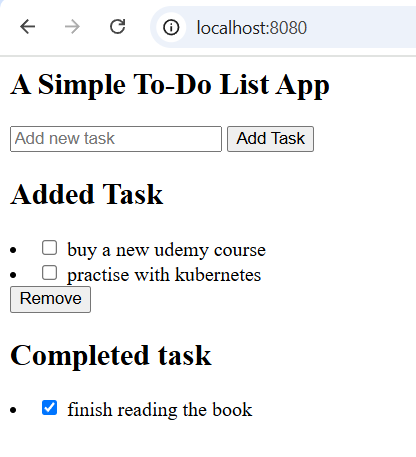 localhost:8080
A Simple To-Do List App
Add new task Add Task
Added Task
buy a new udemy course
practise with kubernetes
Remove
Completed task
finish reading the book